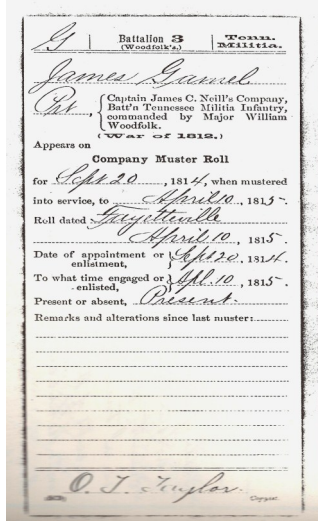 G | Battalion 3 | Tenn.
(Woodfolk's.) Militia.
James Gamel
Pvt, Captain James C. Neill's Company,
Batt'n Tennessee Militia Infantry,
commanded by Major William
Woodfolk.
(War of 1812.)
Appears on
Company Muster Roll
for Sept 20, 1814, when mustered
into service, to April 10, 1815.
Roll dated Fayetteville
April 10, 1815.
Date of appointment or enlistment, } Sept 20, 1814.
To what time engaged or enlisted, } Apl. 10, 1815.
Present or absent, Present.
Remarks and alterations since last muster:
O. T. Taylor.
Copyist.